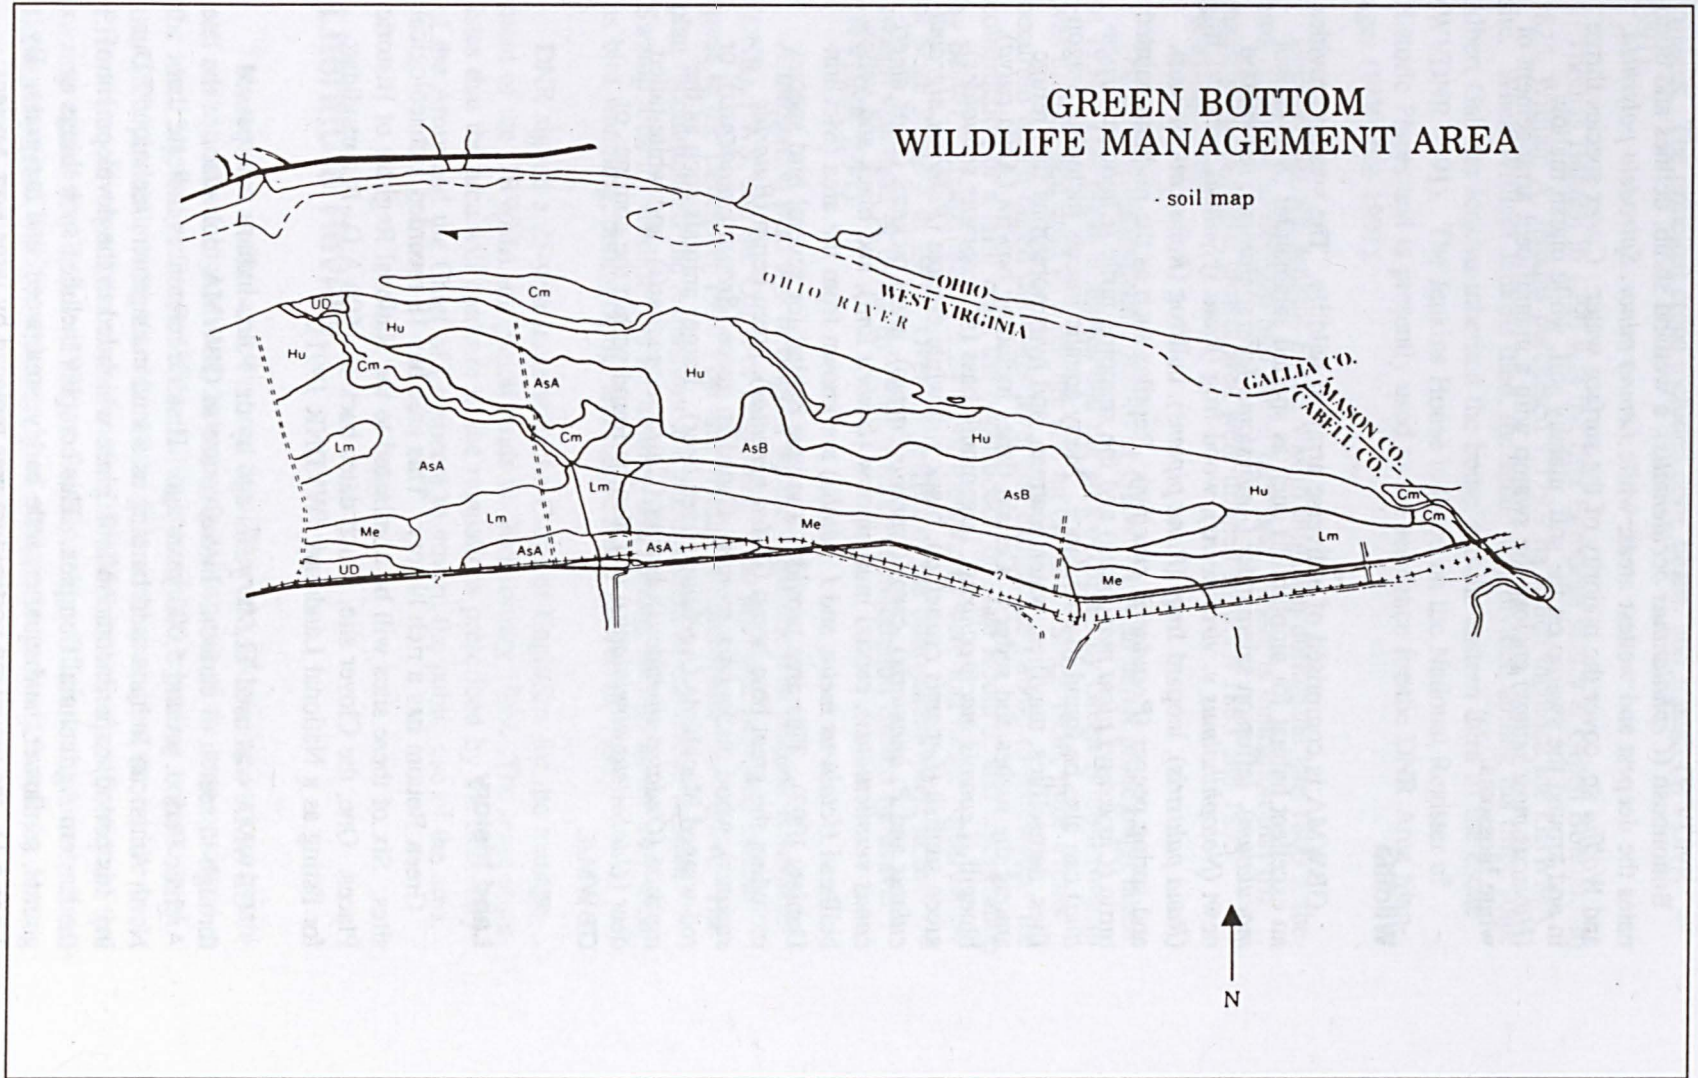 GREEN BOTTOM
WILDLIFE MANAGEMENT AREA
- soil map
OHIO
WEST VIRGINIA
OHIO RIVER
GALLIA CO.
MASON CO.
CABELL CO.
UD
Cm
Hu
Hu
Cm
AsA
Hu
Lm
AsA
Cm
AsB
Hu
Lm
AsB
Hu
Cm
Cm
Me
Lm
Me
Lm
AsA
AsA
UD
2
2
Me
N